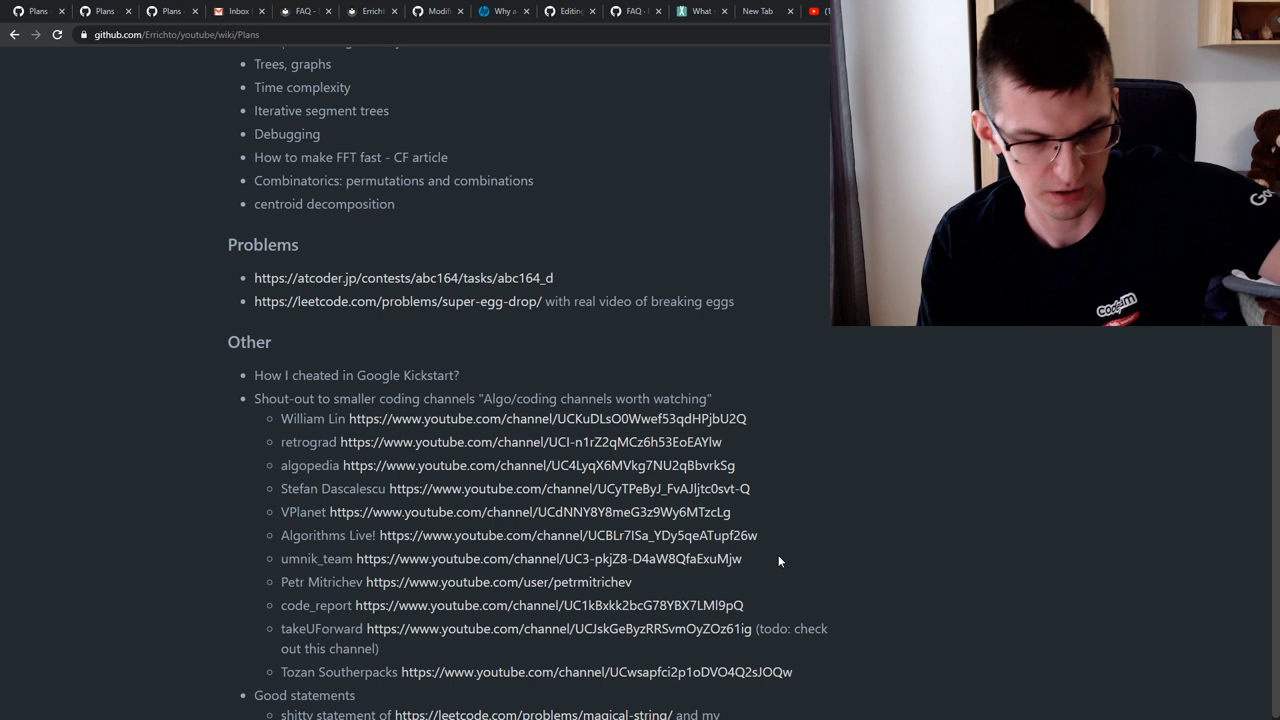 Plans
Plans
Plans -
Inbox
FAQ -
Erricht
Modif
Why a
Editing
FAQ -
What
New Tab
github.com/Errichto/youtube/wiki/Plans
Trees, graphs
Time complexity
Iterative segment trees
Debugging
How to make FFT fast - CF article
Combinatorics: permutations and combinations
centroid decomposition
Problems
https://atcoder.jp/contests/abc164/tasks/abc164_d
https://leetcode.com/problems/super-egg-drop/ with real video of breaking eggs
Other
How I cheated in Google Kickstart?
Shout-out to smaller coding channels "Algo/coding channels worth watching"
William Lin https://www.youtube.com/channel/UCKuDLsO0Wwef53qdHPjbU2Q
retrograd https://www.youtube.com/channel/UCI-n1rZ2qMCz6h53EoEAYlw
algopedia https://www.youtube.com/channel/UC4LyqX6MVkg7NU2qBbvrkSg
Stefan Dascalescu https://www.youtube.com/channel/UCyTPeByJ_FvAJljtc0svt-Q
VPlanet https://www.youtube.com/channel/UCdNNY8Y8meG3z9Wy6MTzcLg
Algorithms Live! https://www.youtube.com/channel/UCBLr7ISa_YDy5qeATupf26w
umnik_team https://www.youtube.com/channel/UC3-pkjZ8-D4aW8QfaExuMjw
Petr Mitrichev https://www.youtube.com/user/petrmitrichev
code_report https://www.youtube.com/channel/UC1kBxkk2bcG78YBX7LMl9pQ
takeUForward https://www.youtube.com/channel/UCJskGeByzRRSvmOyZOz61ig (todo: check
out this channel)
Tozan Southerpacks https://www.youtube.com/channel/UCwsapfci2p1oDVO4Q2sJOQw
Good statements
shitty statement of https://leetcode.com/problems/magical-string/ and my
codejam